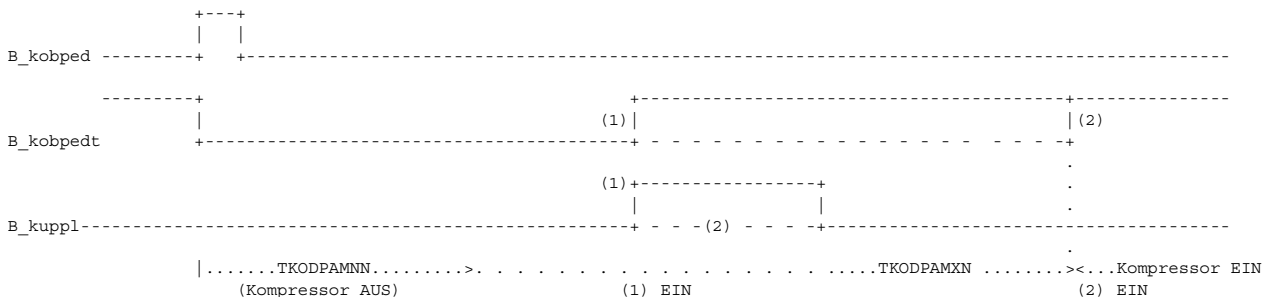 B_kobped
(1) (2)
B_kobpedt
(1)
B_kuppl (2)
|.......TKODPAMNN.........>. . . . . . . . . . . . . . . . . .....TKODPAMXN ........><...Kompressor EIN
(Kompressor AUS) (1) EIN (2) EIN